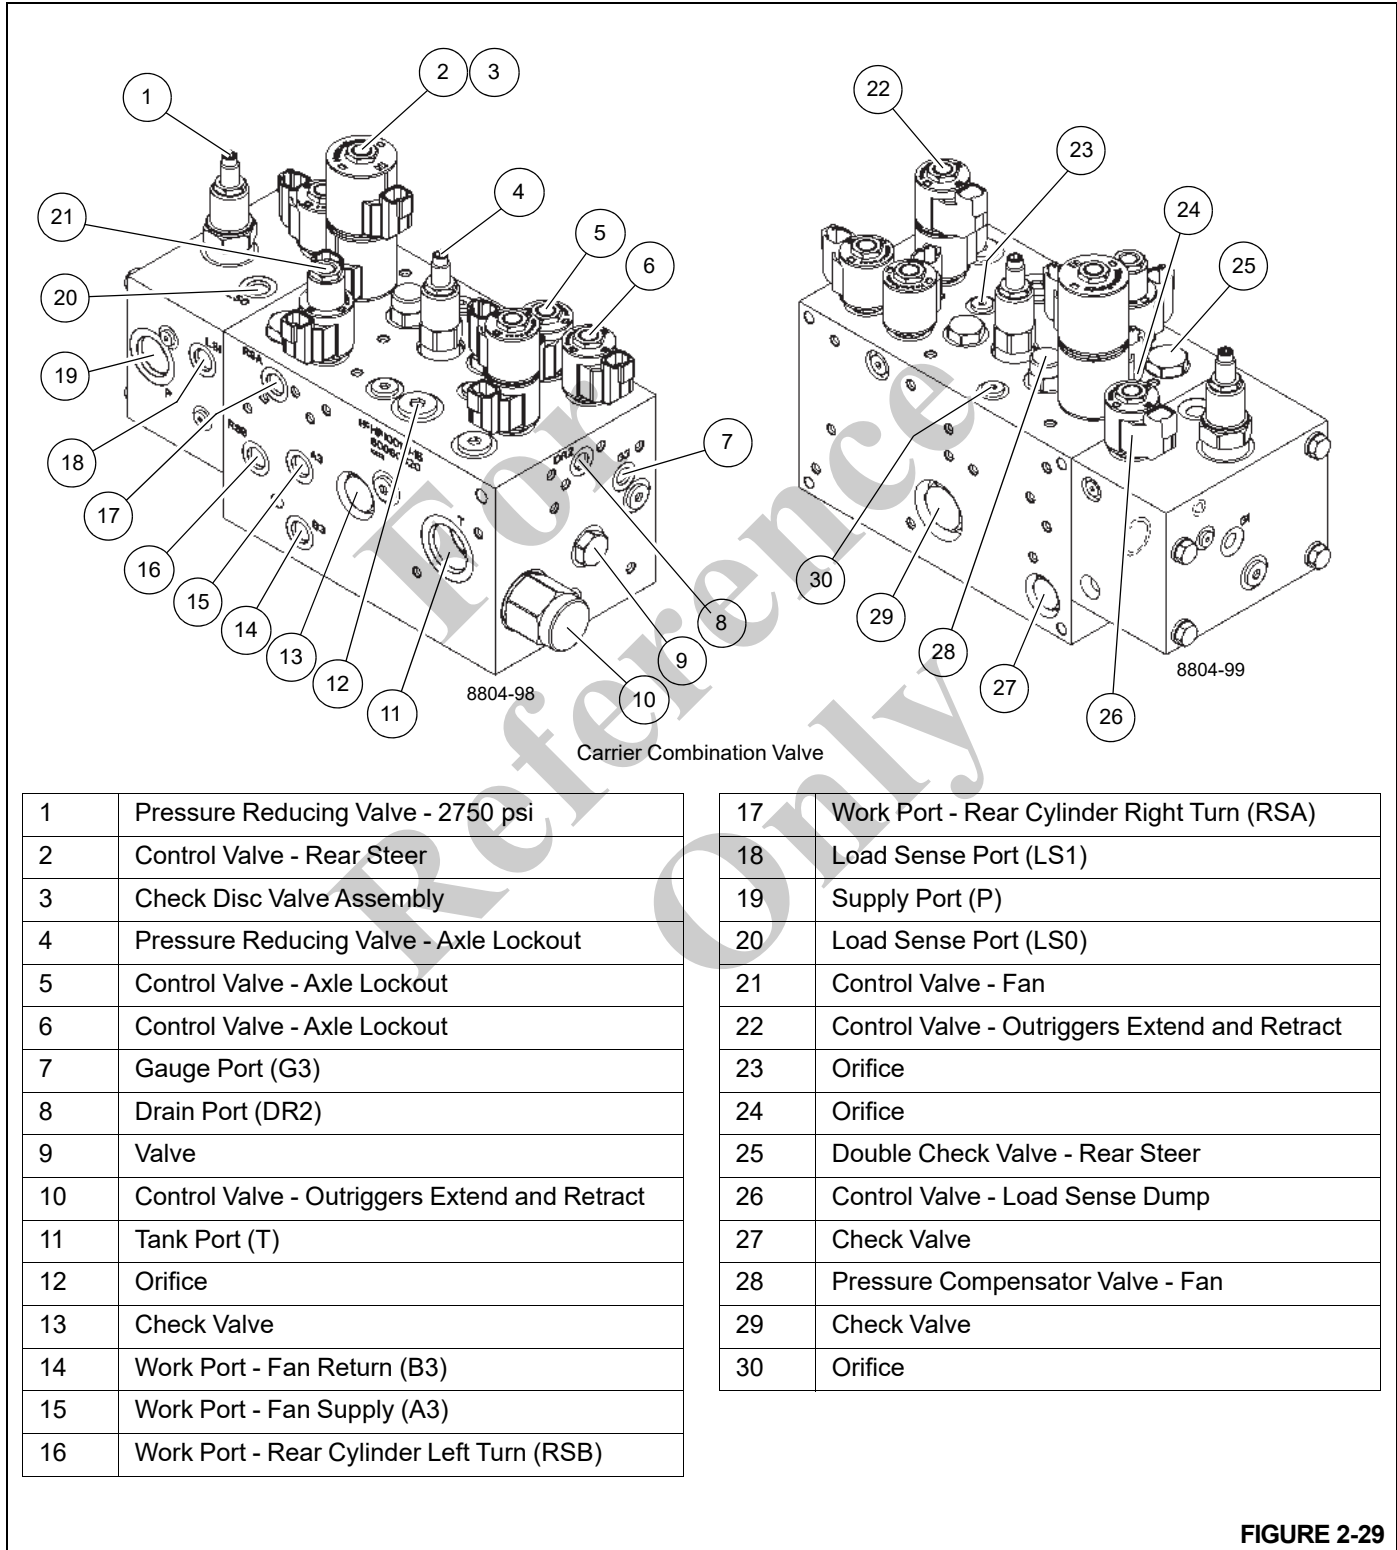 1
2
3
4
5
6
7
8
9
10
11
12
13
14
15
16
17
18
19
20
21
LS1
P
RSA
RSB
A3
B3
T
DR2
8804-98
22
23
24
25
26
27
28
29
30
8804-99
Carrier Combination Valve
For
Reference
Only
1 Pressure Reducing Valve - 2750 psi
2 Control Valve - Rear Steer
3 Check Disc Valve Assembly
4 Pressure Reducing Valve - Axle Lockout
5 Control Valve - Axle Lockout
6 Control Valve - Axle Lockout
7 Gauge Port (G3)
8 Drain Port (DR2)
9 Valve
10 Control Valve - Outriggers Extend and Retract
11 Tank Port (T)
12 Orifice
13 Check Valve
14 Work Port - Fan Return (B3)
15 Work Port - Fan Supply (A3)
16 Work Port - Rear Cylinder Left Turn (RSB)
17 Work Port - Rear Cylinder Right Turn (RSA)
18 Load Sense Port (LS1)
19 Supply Port (P)
20 Load Sense Port (LS0)
21 Control Valve - Fan
22 Control Valve - Outriggers Extend and Retract
23 Orifice
24 Orifice
25 Double Check Valve - Rear Steer
26 Control Valve - Load Sense Dump
27 Check Valve
28 Pressure Compensator Valve - Fan
29 Check Valve
30 Orifice
FIGURE 2-29